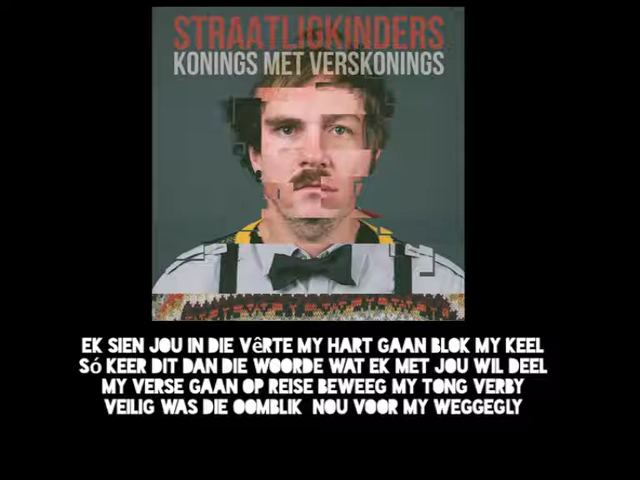 STRAATLIGKINDERS
KONINGS MET VERSKONINGS
EK SIEN JOU IN DIE VÊRTE MY HART GAAN BLOK MY KEEL
SÓ KEER DIT DAN DIE WOORDE WAT EK MET JOU WIL DEEL
MY VERSE GAAN OP REISE BEWEEG MY TONG VERBY
VEILIG WAS DIE OOMBLIK NOU VOOR MY WEGGEGLY